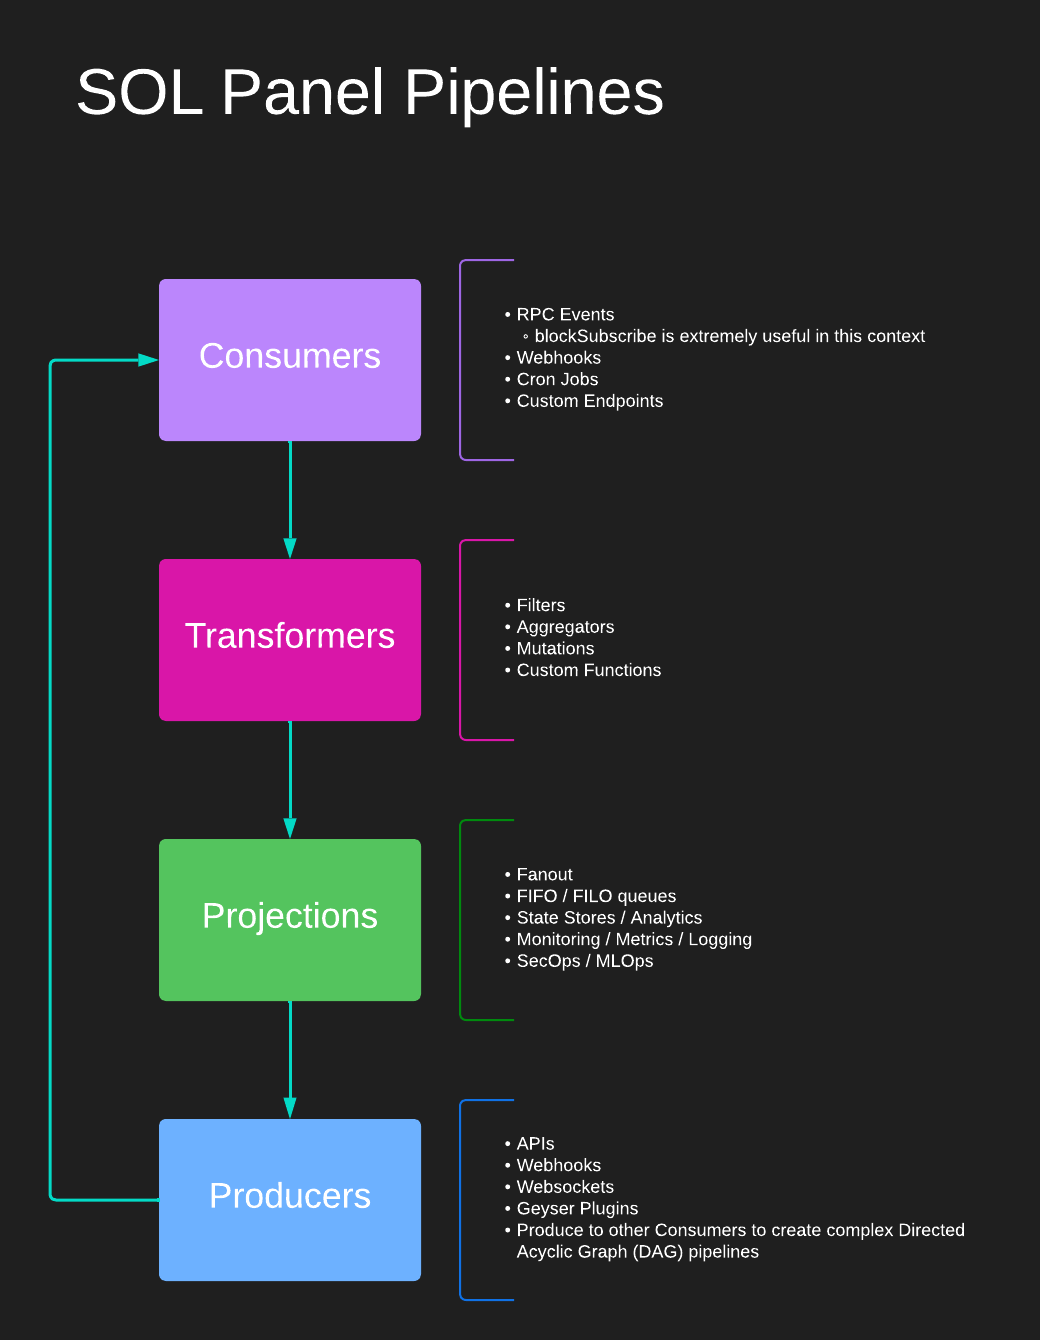 SOL Panel Pipelines
Consumers
• RPC Events
◦ blockSubscribe is extremely useful in this context
• Webhooks
• Cron Jobs
• Custom Endpoints
Transformers
• Filters
• Aggregators
• Mutations
• Custom Functions
Projections
• Fanout
• FIFO / FILO queues
• State Stores / Analytics
• Monitoring / Metrics / Logging
• SecOps / MLOps
Producers
• APIs
• Webhooks
• Websockets
• Geyser Plugins
• Produce to other Consumers to create complex Directed
Acyclic Graph (DAG) pipelines